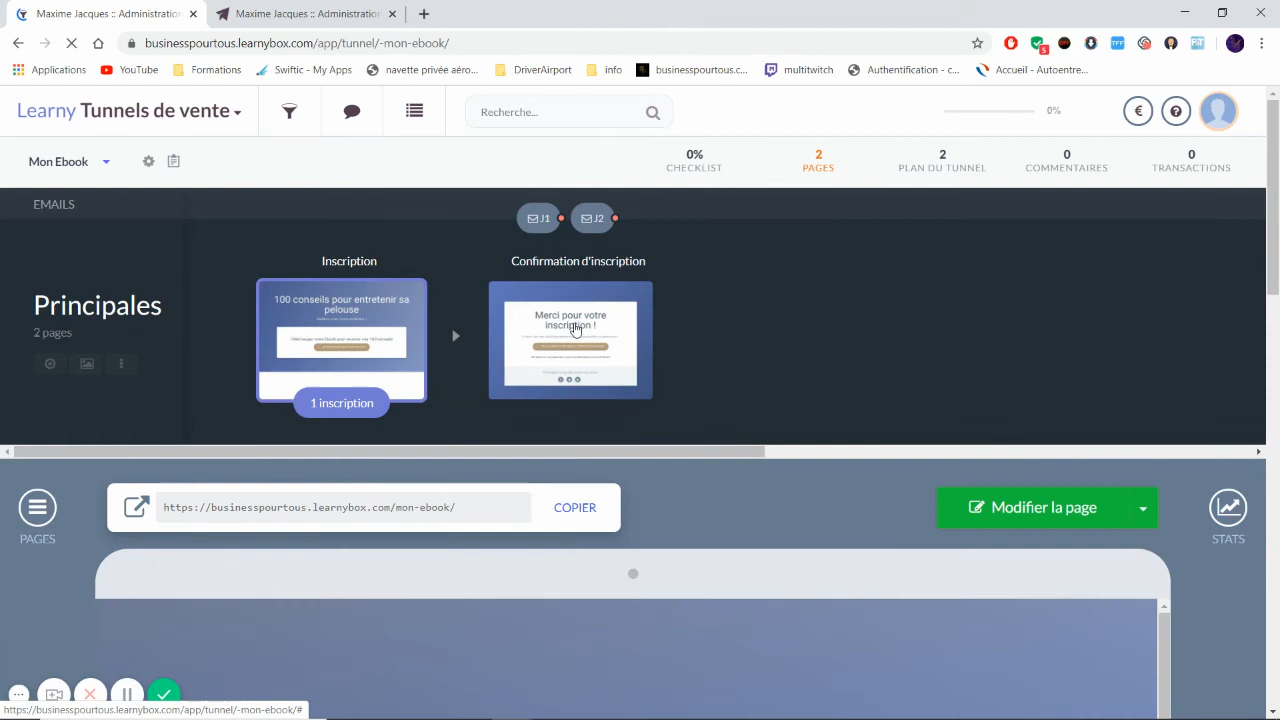 Maxime Jacques :: Administration
Maxime Jacques :: Administration
businesspourtous.learnybox.com/app/tunnel/-mon-ebook/
5
OFF
TFF
Applications
YouTube
Formations
Swiftic - My Apps
navette privée aéro...
DriverAirport
info
businesspourtous.c...
multitwitch
Authentification - c...
Accueil - Autoentre...
Learny Tunnels de vente
Recherche...
0%
€
?
Mon Ebook
0%
CHECKLIST
2
PAGES
2
PLAN DU TUNNEL
0
COMMENTAIRES
0
TRANSACTIONS
EMAILS
J1
J2
Inscription
Confirmation d'inscription
Principales
2 pages
100 conseils pour entretenir sa
pelouse
1 inscription
Merci pour votre
inscription !
PAGES
https://businesspourtous.learnybox.com/mon-ebook/
COPIER
Modifier la page
STATS
https://businesspourtous.learnybox.com/app/tunnel/-mon-ebook/#